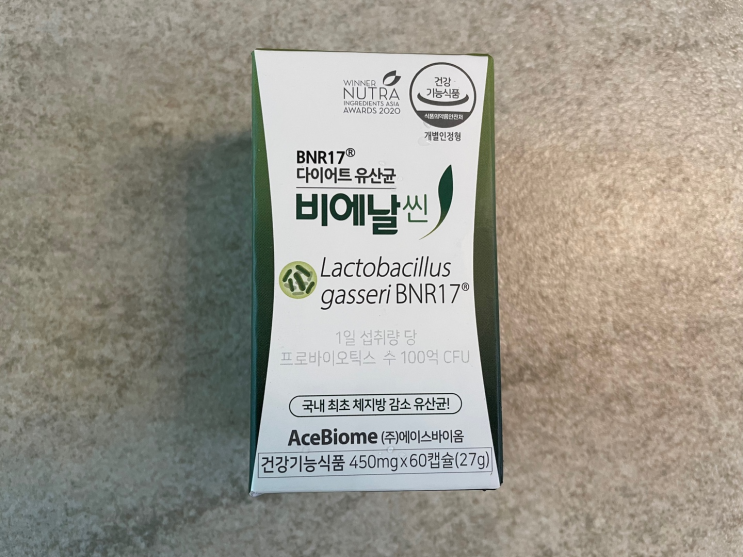 WINNER
NUTRA
INGREDIENTS ASIA
AWARDS 2020
건강
기능식품
식품의약품안전처
개별인정형
BNR17®
다이어트 유산균
비에날씬
Lactobacillus
gasseri BNR17®
1일 섭취량 당
프로바이오틱스 수 100억 CFU
국내 최초 체지방 감소 유산균!
AceBiome (주)에이스바이옴
건강기능식품 450mg x 60캡슐(27g)